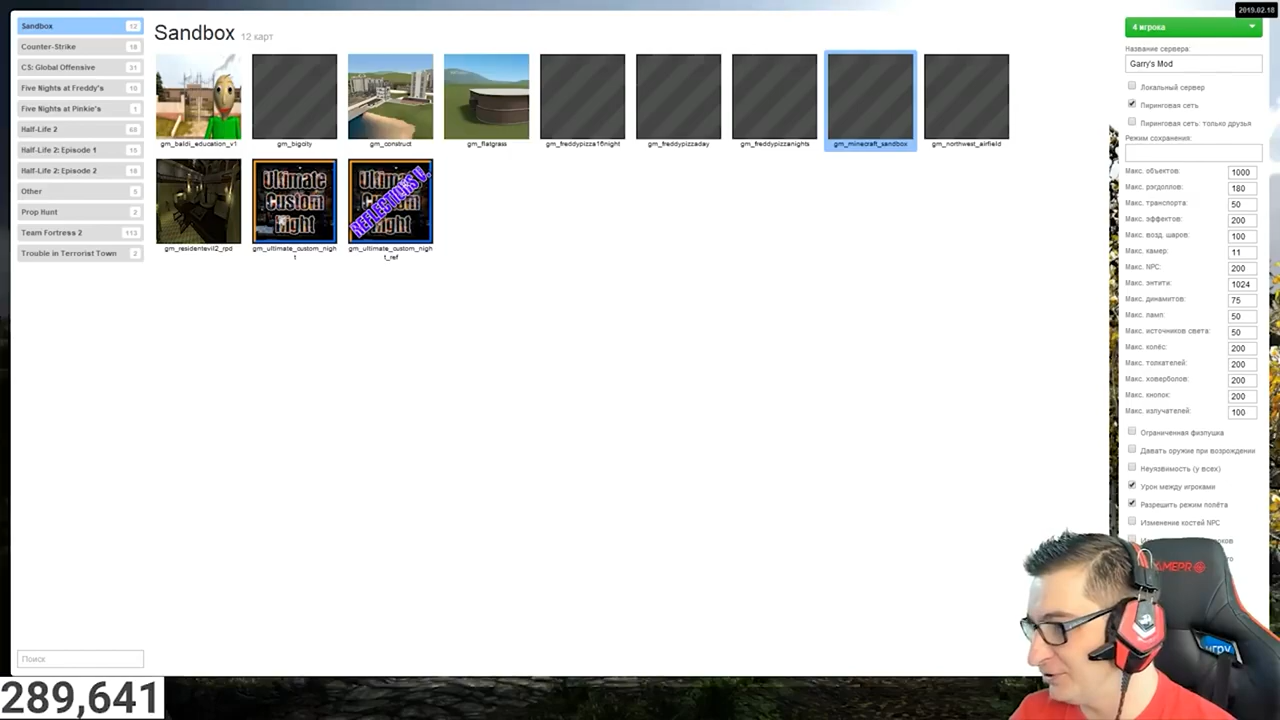 2019.02.18
Sandbox 12
Counter-Strike 18
CS: Global Offensive 31
Five Nights at Freddy's 10
Five Nights at Pinkie's 1
Half-Life 2 68
Half-Life 2: Episode 1 15
Half-Life 2: Episode 2 18
Other 5
Prop Hunt 2
Team Fortress 2 113
Trouble in Terrorist Town 2
Поиск
289,641
Sandbox 12 карт
gm_baldi_education_v1
gm_bigcity
gm_construct
gm_flatgrass
gm_freddypizza16night
gm_freddypizzaday
gm_freddypizzanights
gm_minecraft_sandbox
gm_northwest_airfield
Ultimate Custom Night
Ultimate Custom Night
REFLECTIONS V.
gm_residentevil2_rpd
gm_ultimate_custom_nigh
t
gm_ultimate_custom_nigh
t_ref
4 игрока
Название сервера:
Garry's Mod
Локальный сервер
Пиринговая сеть
Пиринговая сеть: только друзья
Режим сохранения:
Макс. объектов: 1000
Макс. рэгдоллов: 180
Макс. транспорта: 50
Макс. эффектов: 200
Макс. возд. шаров: 100
Макс. камер: 11
Макс. NPC: 200
Макс. энтити: 1024
Макс. динамитов: 75
Макс. ламп: 50
Макс. источников света: 50
Макс. колёс: 200
Макс. толкателей: 200
Макс. ховерболов: 200
Макс. кнопок: 200
Макс. излучателей: 100
Ограниченная физпушка
Давать оружие при возрождении
Неуязвимость (у всех)
Урон между игроками
Разрешить режим полёта
Изменение костей NPC
игру